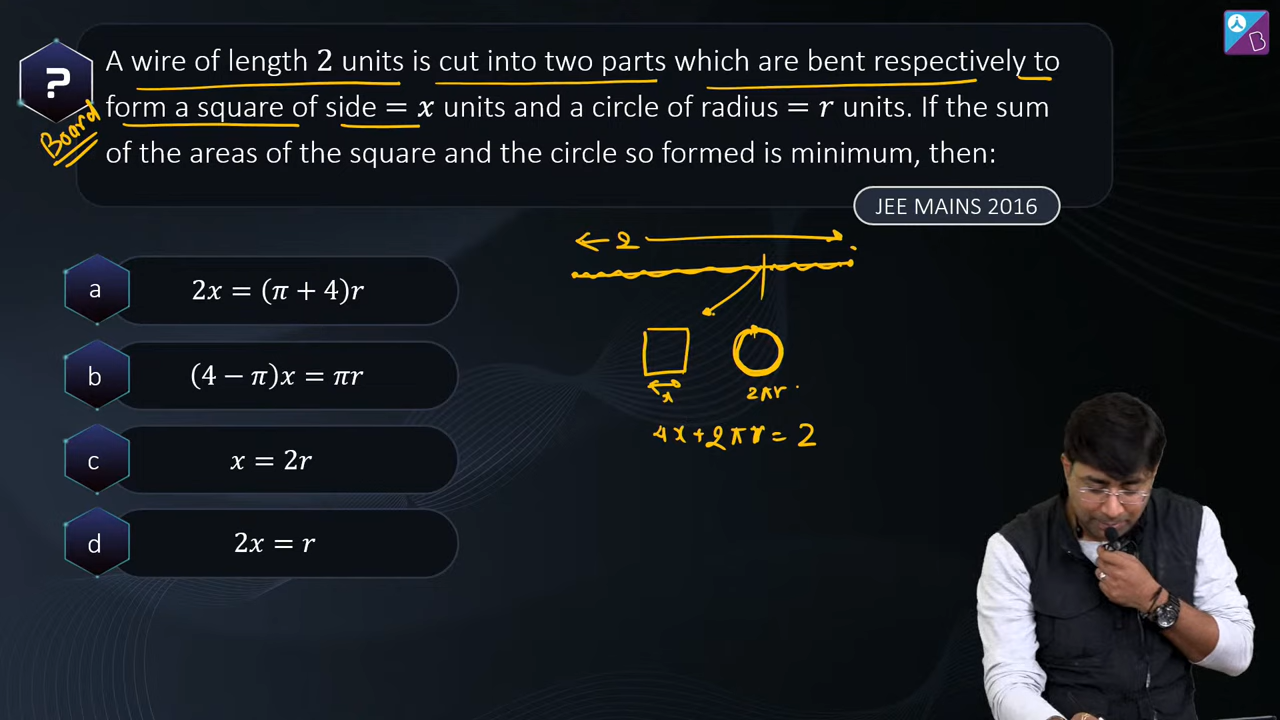 ?
A wire of length 2 units is cut into two parts which are bent respectively to
form a square of side = x units and a circle of radius = r units. If the sum
of the areas of the square and the circle so formed is minimum, then:
Board
JEE MAINS 2016
a 2x = (π + 4)r
b (4 − π)x = πr
c x = 2r
d 2x = r
2
x
2πr
4x+2πr = 2
B